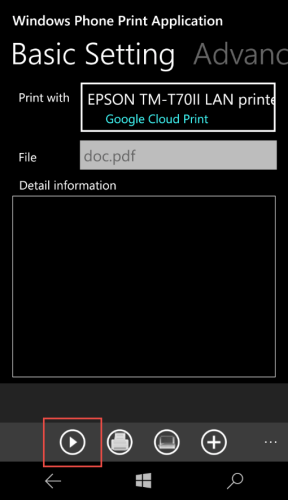 Windows Phone Print Application
Basic Setting Advanc
Print with
EPSON TM-T70II LAN printe
Google Cloud Print
File
doc.pdf
Detail information
...